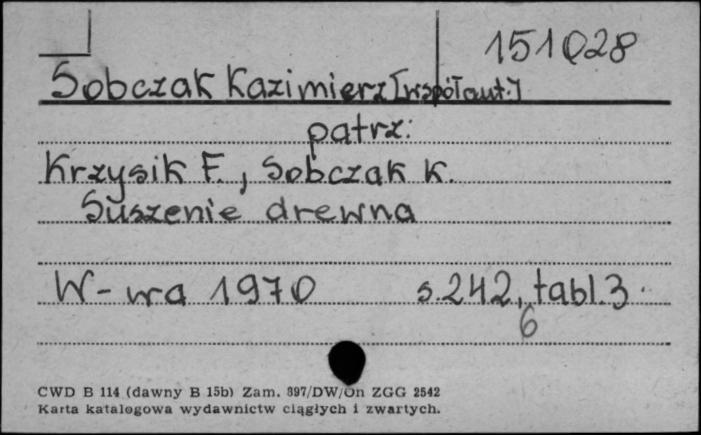 151028
Sobczak Kazimierz [współaut.]
patrz:
Krzysik F., Sobczak K.
Suszenie drewna
W-wa 1970 s.242, tabl.3
6
CWD B 114 (dawny B 15b) Zam. 897/DW/On ZGG 2542
Karta katalogowa wydawnictw ciągłych i zwartych.